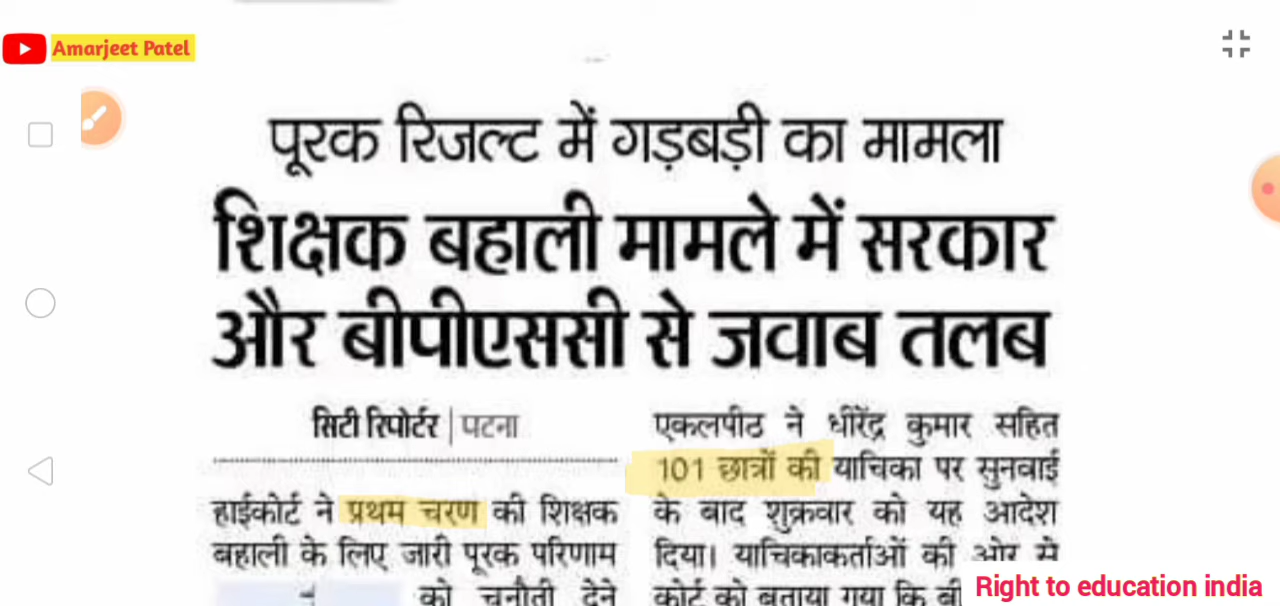 Amarjeet Patel
पूरक रिजल्ट में गड़बड़ी का मामला
शिक्षक बहाली मामले में सरकार
और बीपीएससी से जवाब तलब
सिटी रिपोर्टर | पटना
हाईकोर्ट ने प्रथम चरण की शिक्षक
बहाली के लिए जारी पूरक परिणाम
को चुनौती देने
एकलपीठ ने धीरेंद्र कुमार सहित
101 छात्रों की याचिका पर सुनवाई
के बाद शुक्रवार को यह आदेश
दिया। याचिकाकर्ताओं की ओर से
कोर्ट को बताया गया कि बी
Right to education india